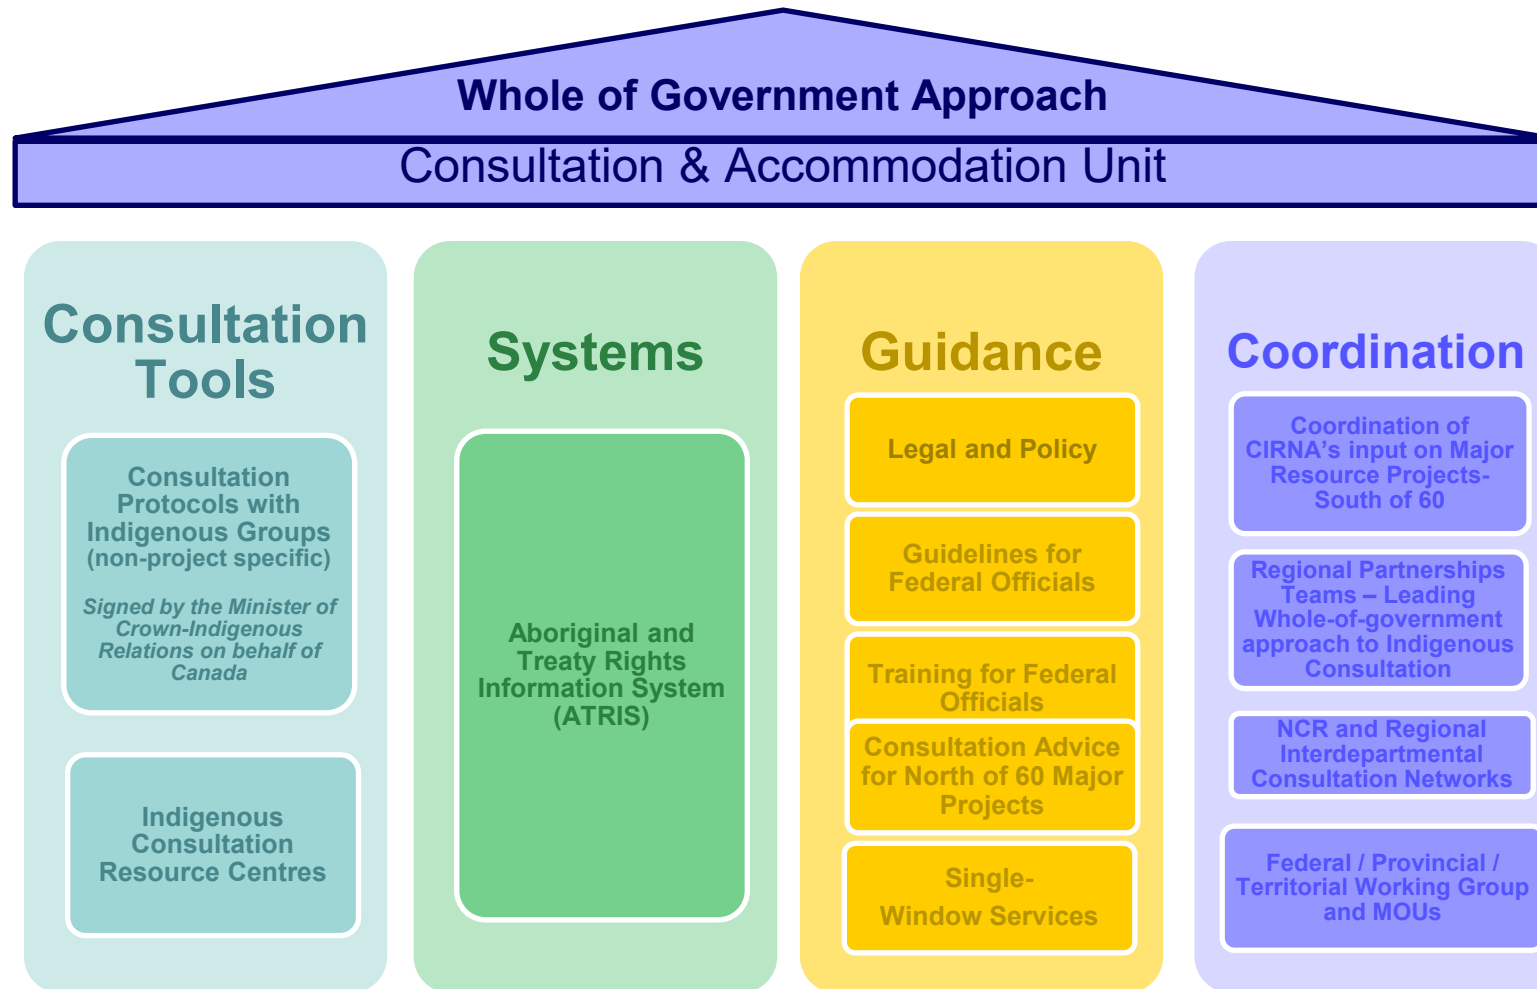 Whole of Government Approach
Consultation & Accommodation Unit
Consultation
Tools
Consultation
Protocols with
Indigenous Groups
(non-project specific)
Signed by the Minister of
Crown-Indigenous
Relations on behalf of
Canada
Indigenous
Consultation
Resource Centres
Systems
Aboriginal and
Treaty Rights
Information System
(ATRIS)
Guidance
Legal and Policy
Guidelines for
Federal Officials
Training for Federal
Officials
Consultation Advice
for North of 60 Major
Projects
Single-
Window Services
Coordination
Coordination of
CIRNA’s input on Major
Resource Projects-
South of 60
Regional Partnerships
Teams – Leading
Whole-of-government
approach to Indigenous
Consultation
NCR and Regional
Interdepartmental
Consultation Networks
Federal / Provincial /
Territorial Working Group
and MOUs